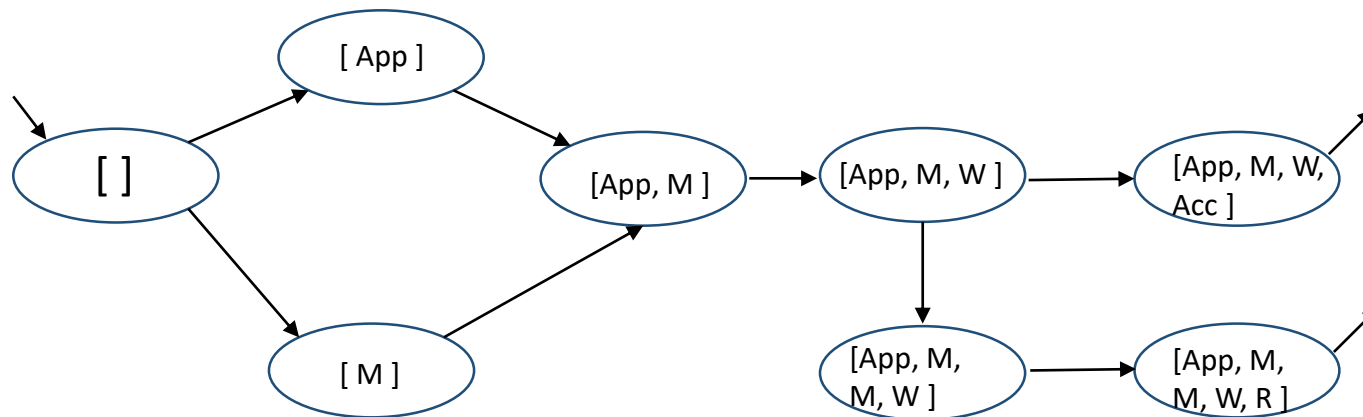 [ App ]
[ ]
[App, M ]
[App, M, W ]
[App, M, W,
Acc ]
[ M ]
[App, M,
M, W ]
[App, M,
M, W, R ]